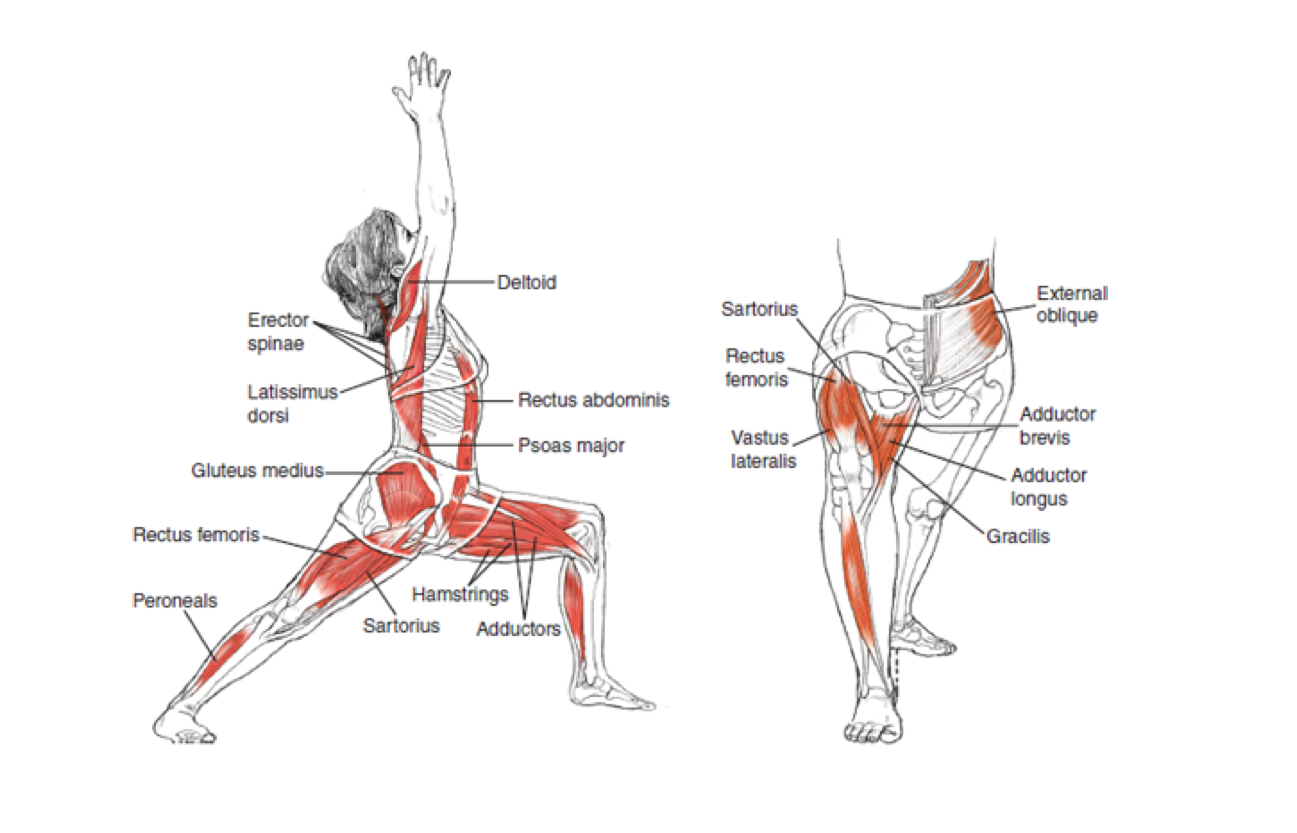 Deltoid
Erector
spinae
Latissimus
dorsi
Rectus abdominis
Psoas major
Gluteus medius
Rectus femoris
Hamstrings
Peroneals
Sartorius
Adductors
Sartorius
External
oblique
Rectus
femoris
Adductor
brevis
Vastus
lateralis
Adductor
longus
Gracilis